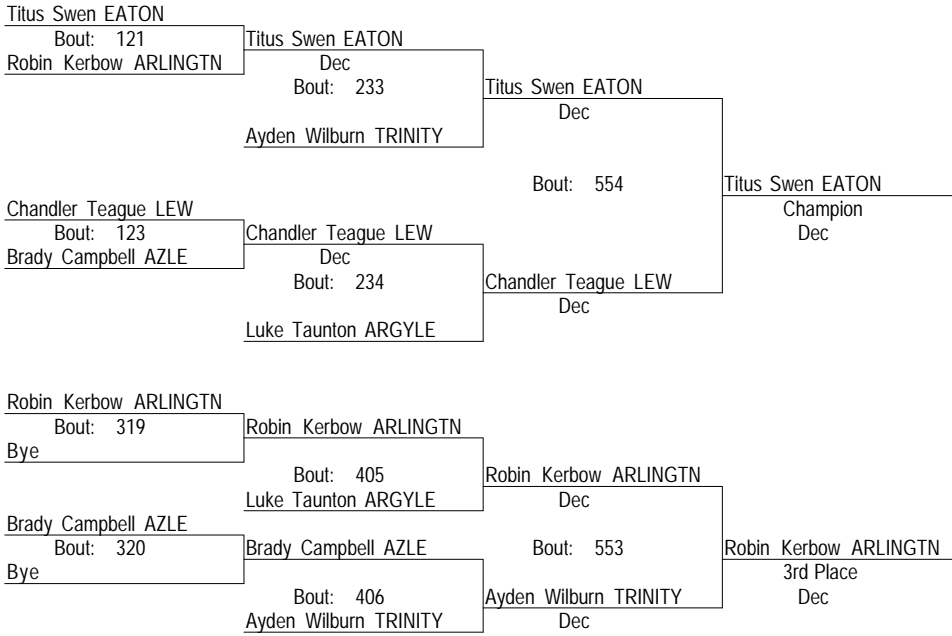 Titus Swen EATON
Bout: 121
Robin Kerbow ARLINGTN
Titus Swen EATON
Dec
Bout: 233
Ayden Wilburn TRINITY
Titus Swen EATON
Dec
Bout: 554
Titus Swen EATON
Champion
Dec
Chandler Teague LEW
Bout: 123
Brady Campbell AZLE
Chandler Teague LEW
Dec
Bout: 234
Luke Taunton ARGYLE
Chandler Teague LEW
Dec
Robin Kerbow ARLINGTN
Bout: 319
Bye
Robin Kerbow ARLINGTN
Bout: 405
Luke Taunton ARGYLE
Robin Kerbow ARLINGTN
Dec
Brady Campbell AZLE
Bout: 320
Bye
Brady Campbell AZLE
Bout: 406
Ayden Wilburn TRINITY
Bout: 553
Ayden Wilburn TRINITY
Dec
Robin Kerbow ARLINGTN
3rd Place
Dec